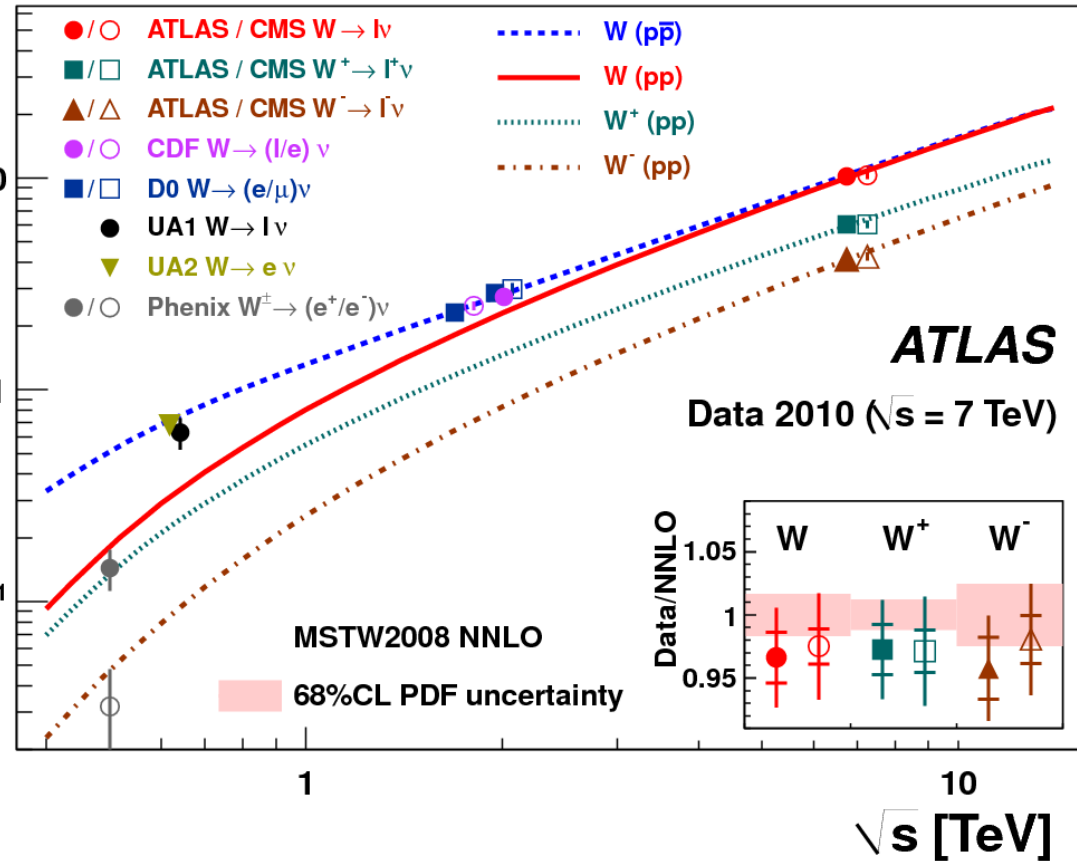 ATLAS / CMS W→ lν
ATLAS / CMS W⁺→ l⁺ν
ATLAS / CMS W⁻→ l⁻ν
CDF W→ (l/e) ν
D0 W→ (e/μ)ν
UA1 W→ l ν
UA2 W→ e ν
Phenix W±→ (e⁺/e⁻)ν
W (pp̅)
W (pp)
W⁺ (pp)
W⁻ (pp)
ATLAS
Data 2010 (√s = 7 TeV)
MSTW2008 NNLO
68%CL PDF uncertainty
Data/NNLO
W W⁺ W⁻
1.05
1
0.95
1 10
√s [TeV]